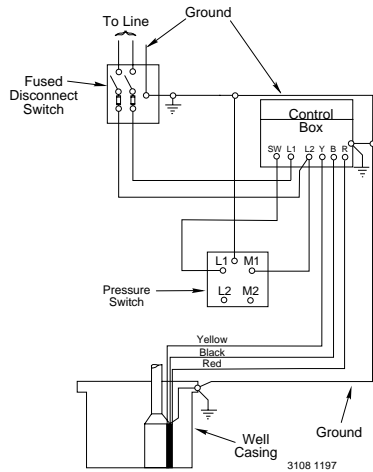 To Line
Ground
Fused
Disconnect
Switch
Control
Box
SW L1 L2 Y B R
L1 M1
Pressure
Switch
L2 M2
Yellow
Black
Red
Well
Casing
Ground
3108 1197